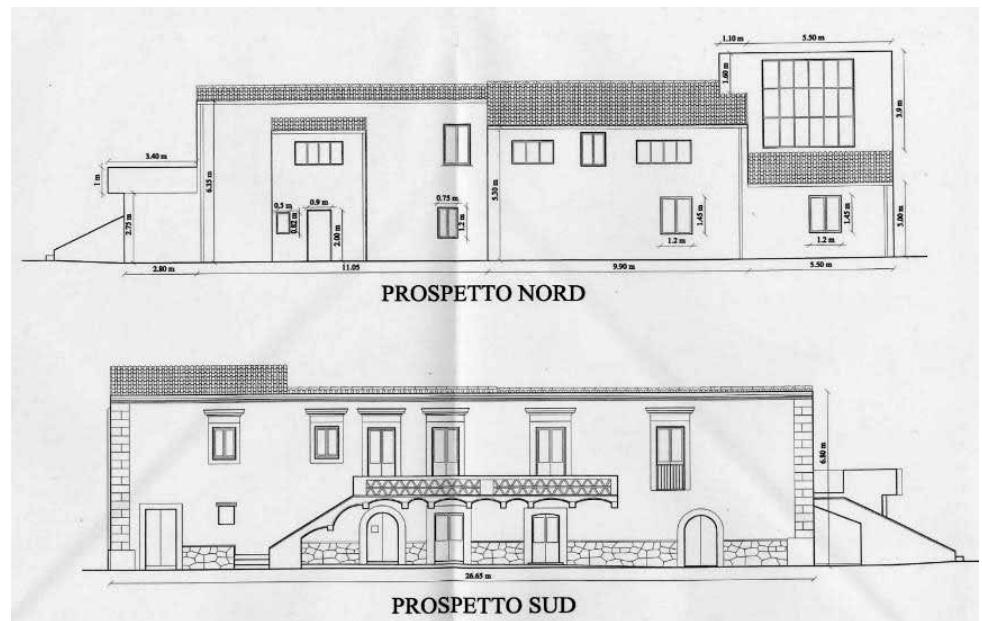 1.10 m
5.50 m
1.60 m
3.9 m
3.40 m
1 m
6.35 m
5.30 m
2.75 m
0,5 m
0.9 m
0.82 m
2.00 m
0.75 m
1.2 m
1.45 m
1.2 m
1.45 m
1.2 m
3.00 m
2.80 m
11.05
9.90 m
5.50 m
PROSPETTO NORD
6.80 m
26.65 m
PROSPETTO SUD